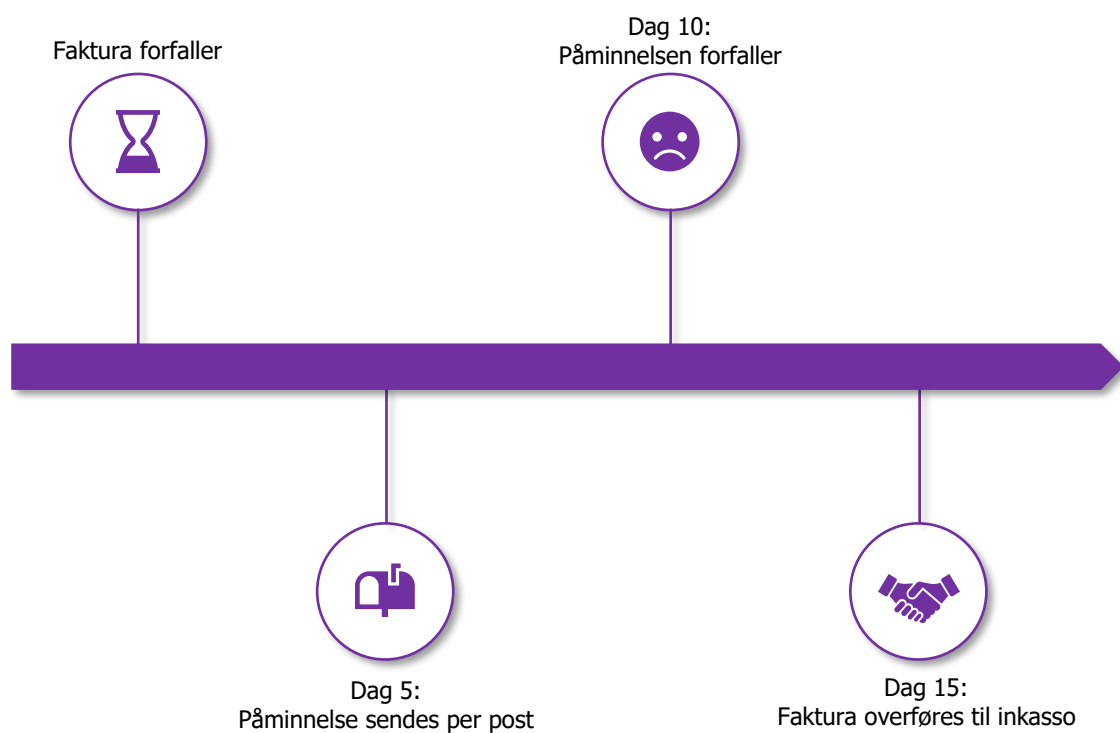 Faktura forfaller
Dag 5:
Påminnelse sendes per post
Dag 10:
Påminnelsen forfaller
Dag 15:
Faktura overføres til inkasso